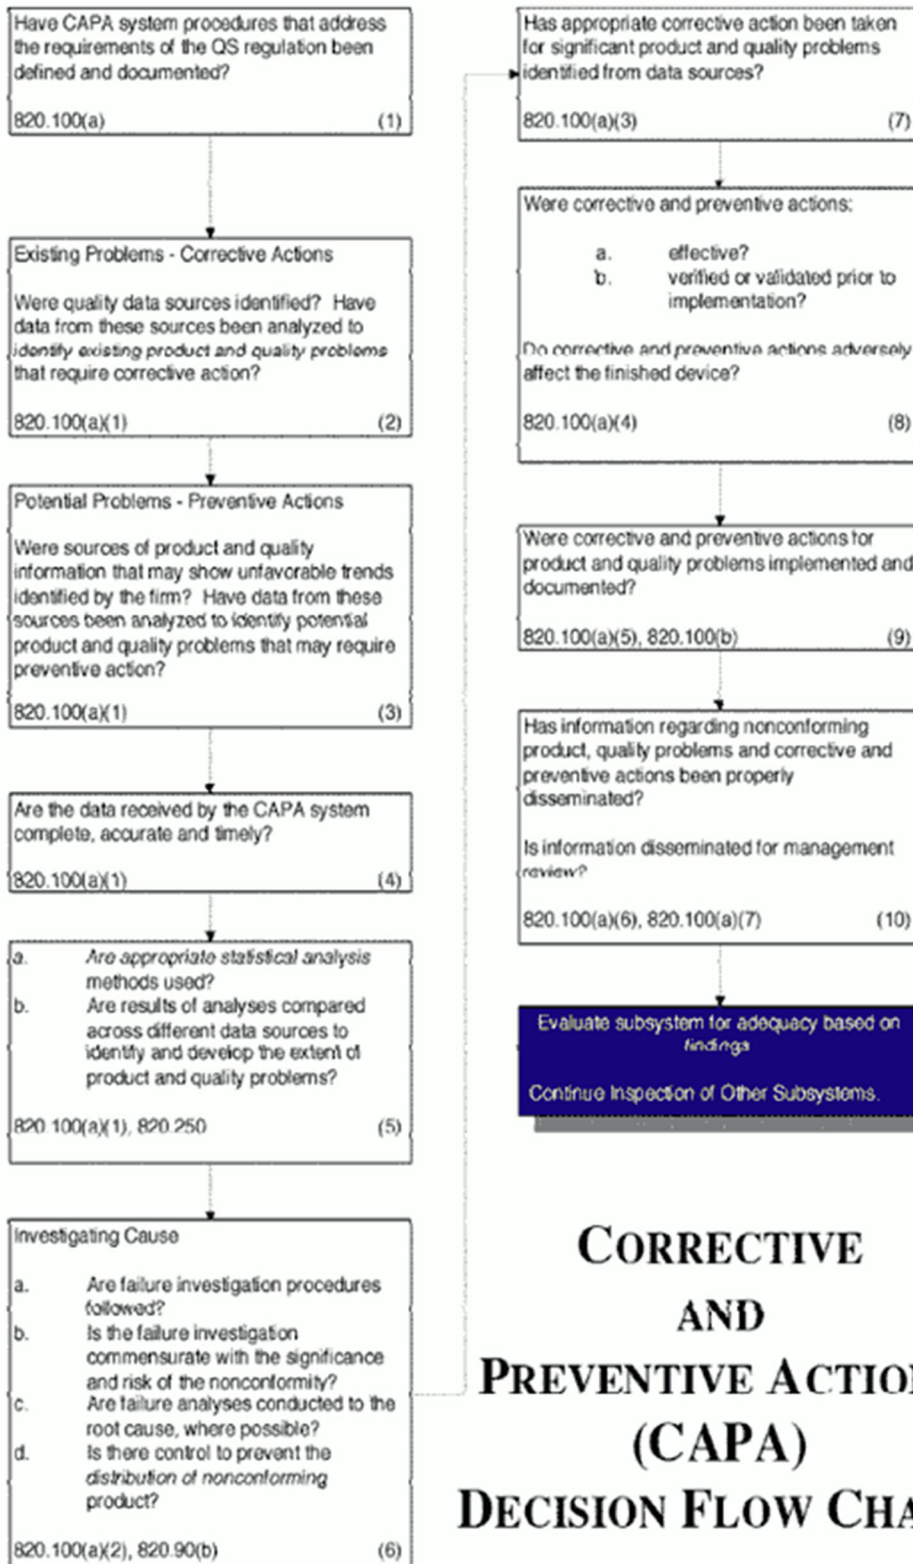 Have CAPA system procedures that address
the requirements of the QS regulation been
defined and documented?
820.100(a) (1)
Existing Problems - Corrective Actions
Were quality data sources identified? Have
data from these sources been analyzed to
identify existing product and quality problems
that require corrective action?
820.100(a)(1) (2)
Potential Problems - Preventive Actions
Were sources of product and quality
information that may show unfavorable trends
identified by the firm? Have data from these
sources been analyzed to identify potential
product and quality problems that may require
preventive action?
820.100(a)(1) (3)
Are the data received by the CAPA system
complete, accurate and timely?
820.100(a)(1) (4)
a. Are appropriate statistical analysis
methods used?
b. Are results of analyses compared
across different data sources to
identify and develop the extent of
product and quality problems?
820.100(a)(1), 820.250 (5)
Investigating Cause
a. Are failure investigation procedures
followed?
b. Is the failure investigation
commensurate with the significance
and risk of the nonconformity?
c. Are failure analyses conducted to the
root cause, where possible?
d. Is there control to prevent the
distribution of nonconforming
product?
820.100(a)(2), 820.90(b) (6)
Has appropriate corrective action been taken
for significant product and quality problems
identified from data sources?
820.100(a)(3) (7)
Were corrective and preventive actions:
a. effective?
b. verified or validated prior to
implementation?
Do corrective and preventive actions adversely
affect the finished device?
820.100(a)(4) (8)
Were corrective and preventive actions for
product and quality problems implemented and
documented?
820.100(a)(5), 820.100(b) (9)
Has information regarding nonconforming
product, quality problems and corrective and
preventive actions been properly
disseminated?
Is information disseminated for management
review?
820.100(a)(6), 820.100(a)(7) (10)
Evaluate subsystem for adequacy based on
findings
Continue Inspection of Other Subsystems.
CORRECTIVE
AND
PREVENTIVE ACTIO
(CAPA)
DECISION FLOW CHA